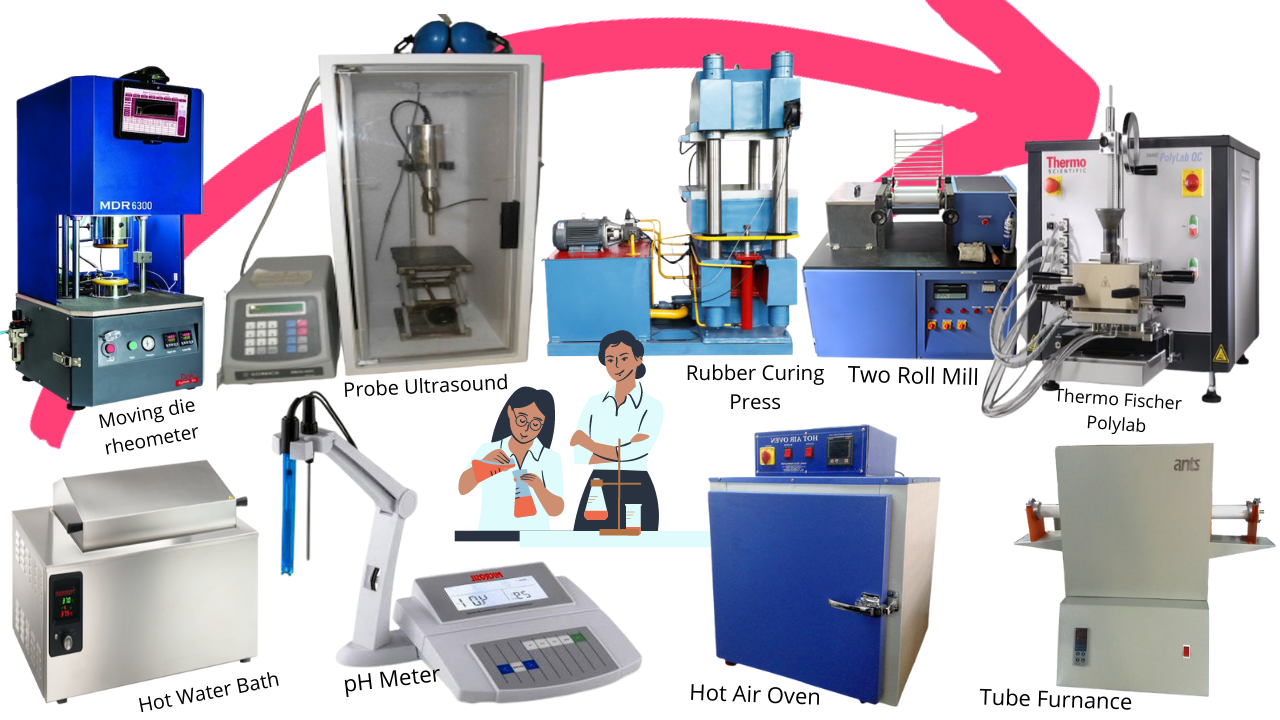 MDR 6300
Moving die
rheometer
Probe Ultrasound
Rubber Curing
Press
Two Roll Mill
Thermo
SCIENTIFIC
PolyLab QC
Thermo Fischer
Polylab
Hot Water Bath
pH Meter
HOT AIR OVEN
Hot Air Oven
ants
Tube Furnance